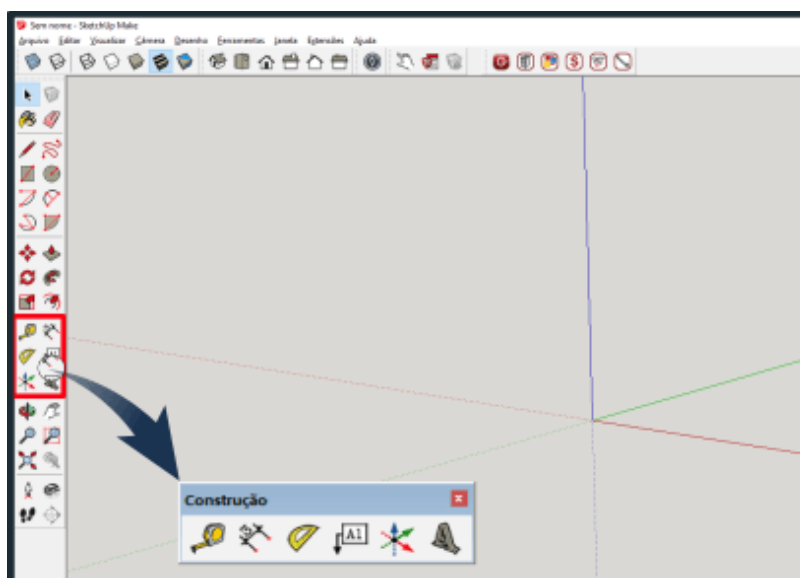 Sem nome - SketchUp Make
Arquivo Editar Visualizar Câmera Desenho Ferramentas Janela Extensões Ajuda
Construção
A1